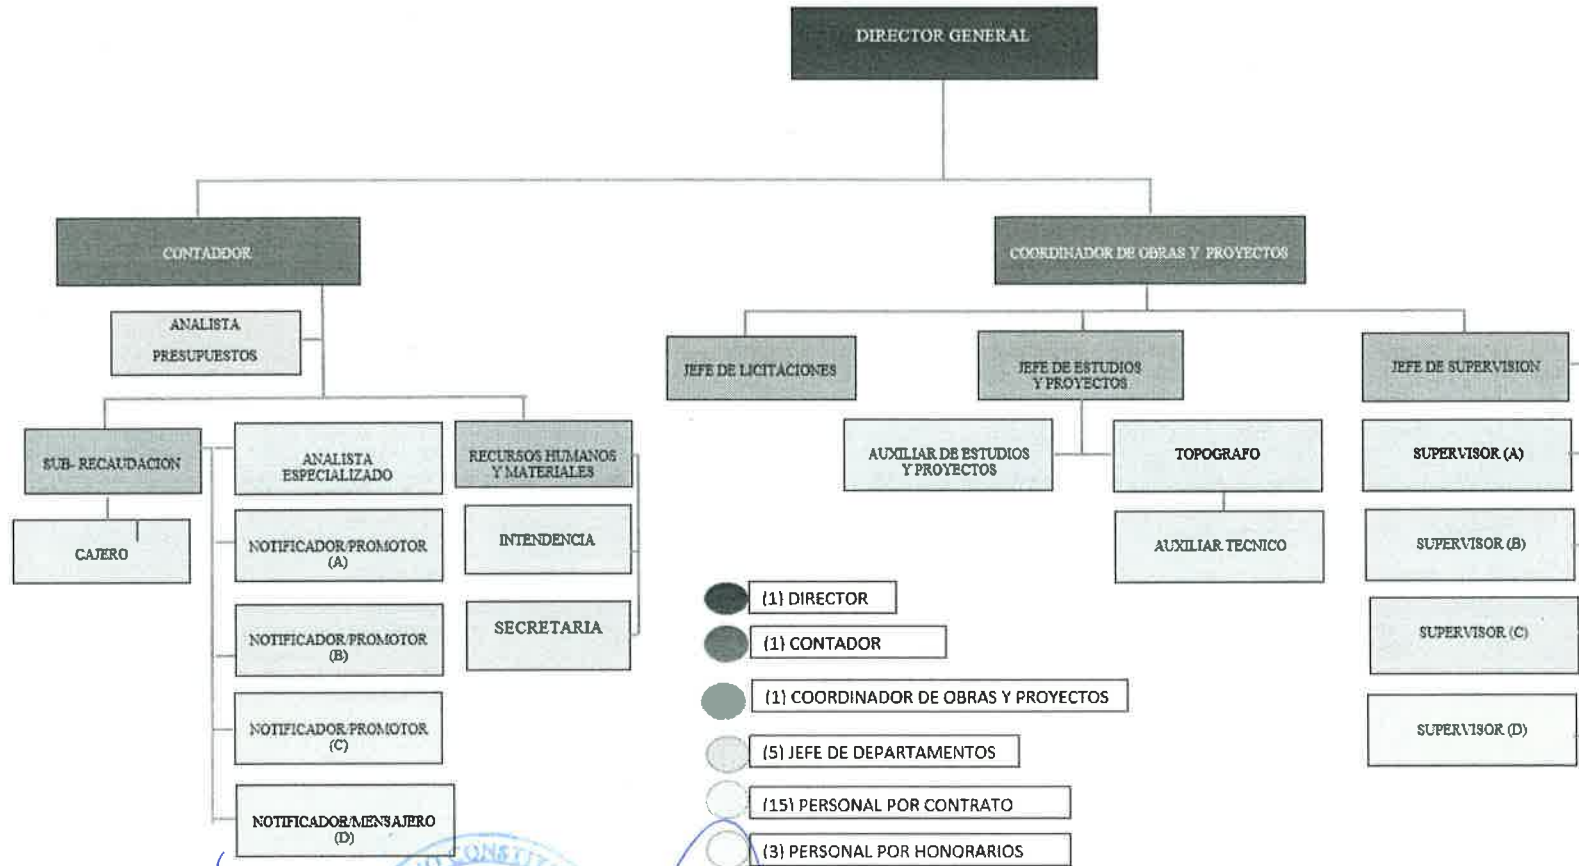 DIRECTOR GENERAL
CONTADDOR
COORDINADOR DE OBRAS Y PROYECTOS
ANALISTA
PRESUPUESTOS
JEFE DE LICITACIONES
JEFE DE ESTUDIOS
Y PROYECTOS
JEFE DE SUPERVISION
SUB- RECAUDACION
ANALISTA
ESPECIALIZADO
RECURSOS HUMANOS
Y MATERIALES
AUXILIAR DE ESTUDIOS
Y PROYECTOS
TOPOGRAFO
SUPERVISOR (A)
CAJERO
NOTIFICADOR/PROMOTOR
(A)
INTENDENCIA
AUXILIAR TECNICO
SUPERVISOR (B)
NOTIFICADOR/PROMOTOR
(B)
SECRETARIA
SUPERVISOR (C)
NOTIFICADOR/PROMOTOR
(C)
SUPERVISOR (D)
NOTIFICADOR/MENSAJERO
(D)
(1) DIRECTOR
(1) CONTADOR
(1) COORDINADOR DE OBRAS Y PROYECTOS
(5) JEFE DE DEPARTAMENTOS
(15) PERSONAL POR CONTRATO
(3) PERSONAL POR HONORARIOS